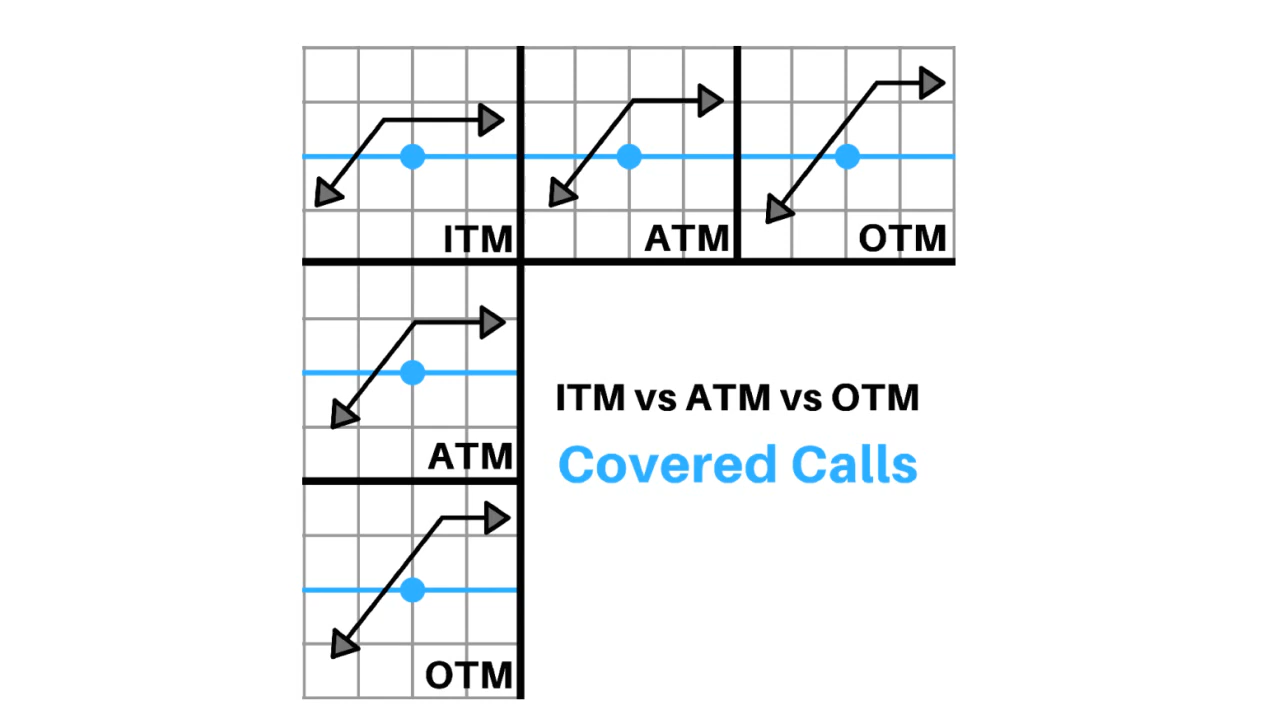 ITM
ATM
OTM
ATM
ITM vs ATM vs OTM
Covered Calls
OTM